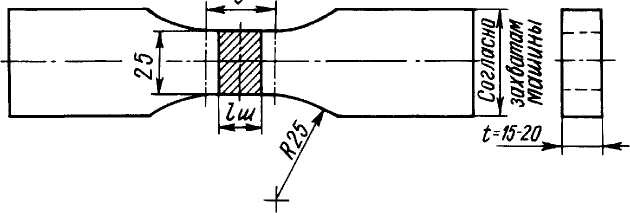 25
lш
R25
Согласно
захватам
машины
t=15-20